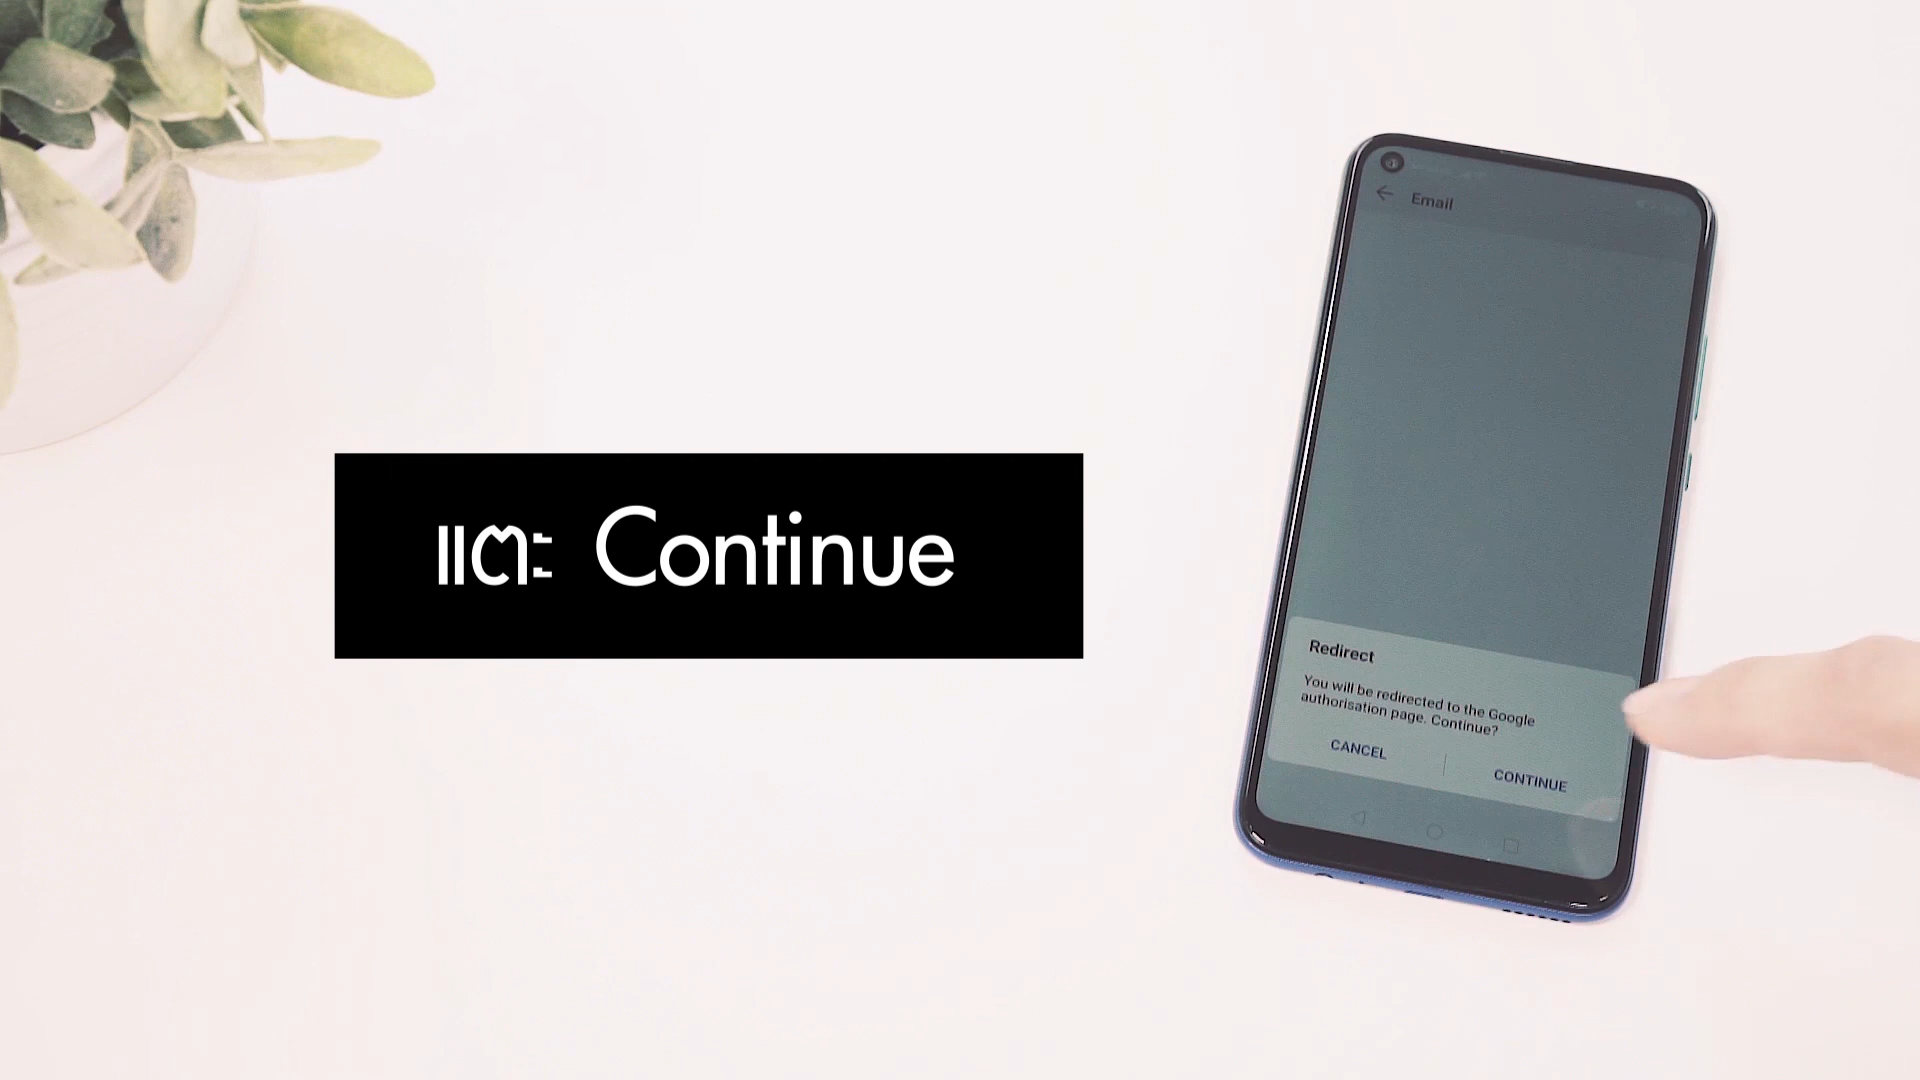 แตะ Continue
Email
Redirect
You will be redirected to the Google
authorisation page. Continue?
CANCEL
CONTINUE